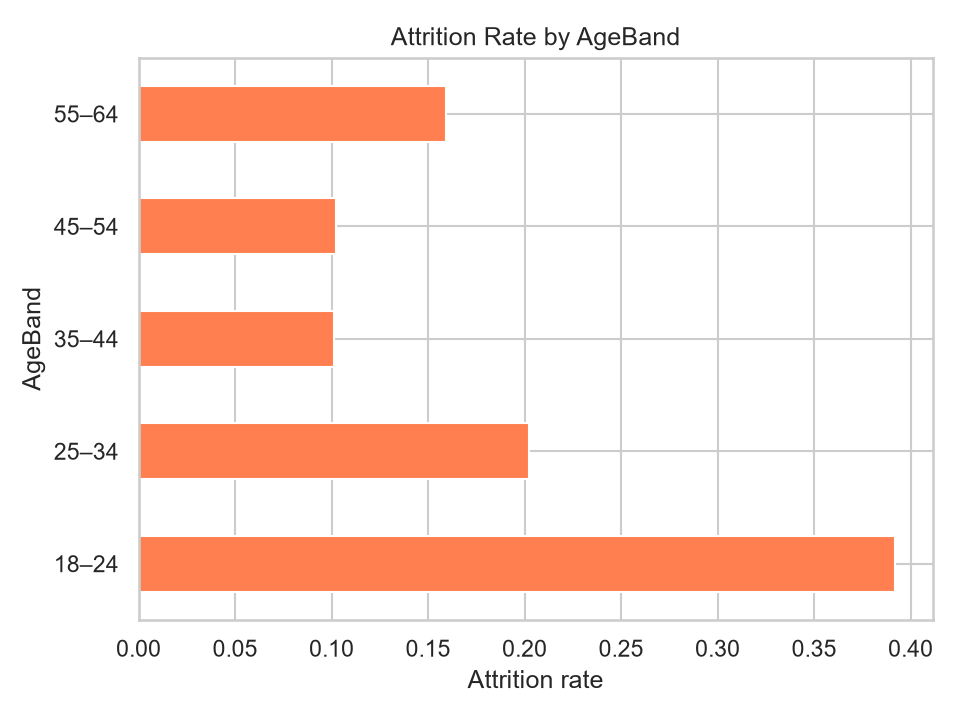 Attrition Rate by AgeBand
55–64
45–54
35–44
25–34
18–24
AgeBand
0.00 0.05 0.10 0.15 0.20 0.25 0.30 0.35 0.40
Attrition rate